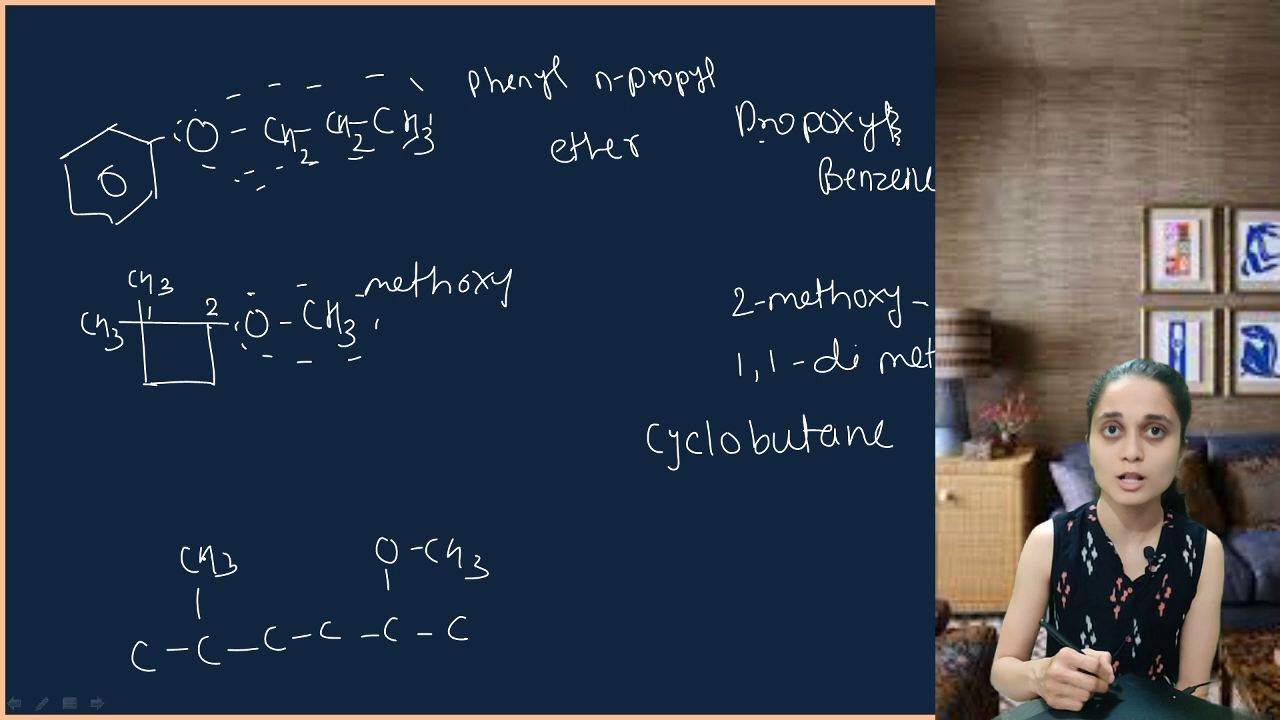 Phenyl n-propyl
O - CH2 - CH2 - CH3
ether
Propoxy
Benzene
CH3
CH3
1
2
O - CH3
methoxy
2-methoxy-
1,1-di met
Cyclobutane
CH3
O-CH3
C-C-C-C-C-C